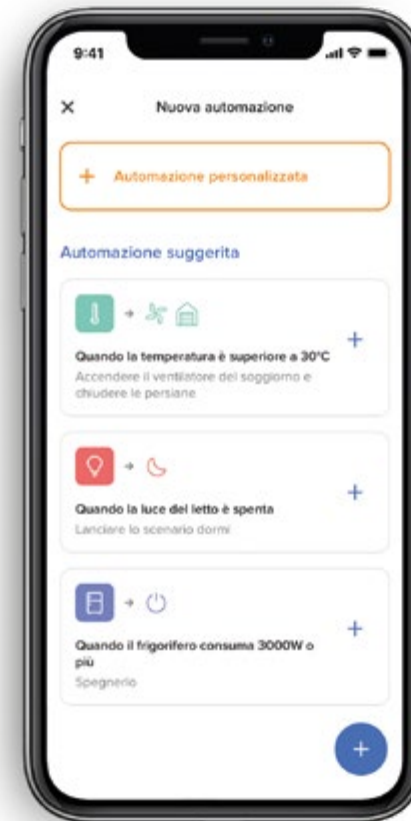 9:41
Nuova automazione
Automazione personalizzata
Automazione suggerita
Quando la temperatura è superiore a 30°C
Accendere il ventilatore del soggiorno e
chiudere le persiane
Quando la luce del letto è spenta
Lanciare lo scenario dormi
Quando il frigorifero consuma 3000W o
più
Spegnerlo